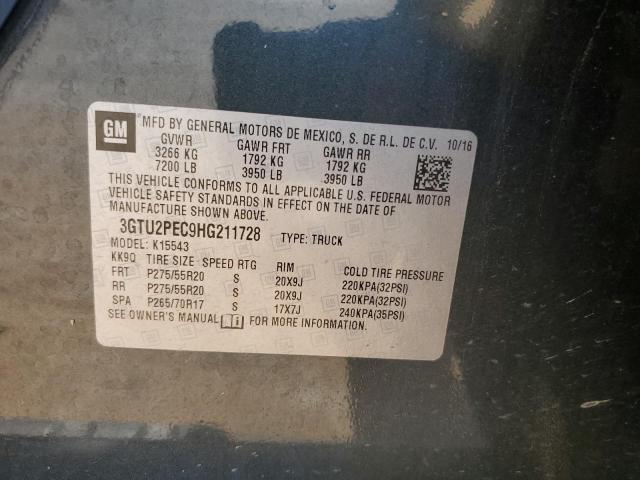 GM
MFD BY GENERAL MOTORS DE MEXICO, S. DE R.L. DE C.V. 10/16
GVWR GAWR FRT GAWR RR
3266 KG 1792 KG 1792 KG
7200 LB 3950 LB 3950 LB
THIS VEHICLE CONFORMS TO ALL APPLICABLE U.S. FEDERAL MOTOR
VEHICLE SAFETY STANDARDS IN EFFECT ON THE DATE OF
MANUFACTURE SHOWN ABOVE.
3GTU2PEC9HG211728 TYPE: TRUCK
MODEL: K15543
KK9Q TIRE SIZE SPEED RTG RIM COLD TIRE PRESSURE
FRT P275/55R20 S 20X9J 220KPA(32PSI)
RR P275/55R20 S 20X9J 220KPA(32PSI)
SPA P265/70R17 S 17X7J 240KPA(35PSI)
SEE OWNER'S MANUAL i FOR MORE INFORMATION.